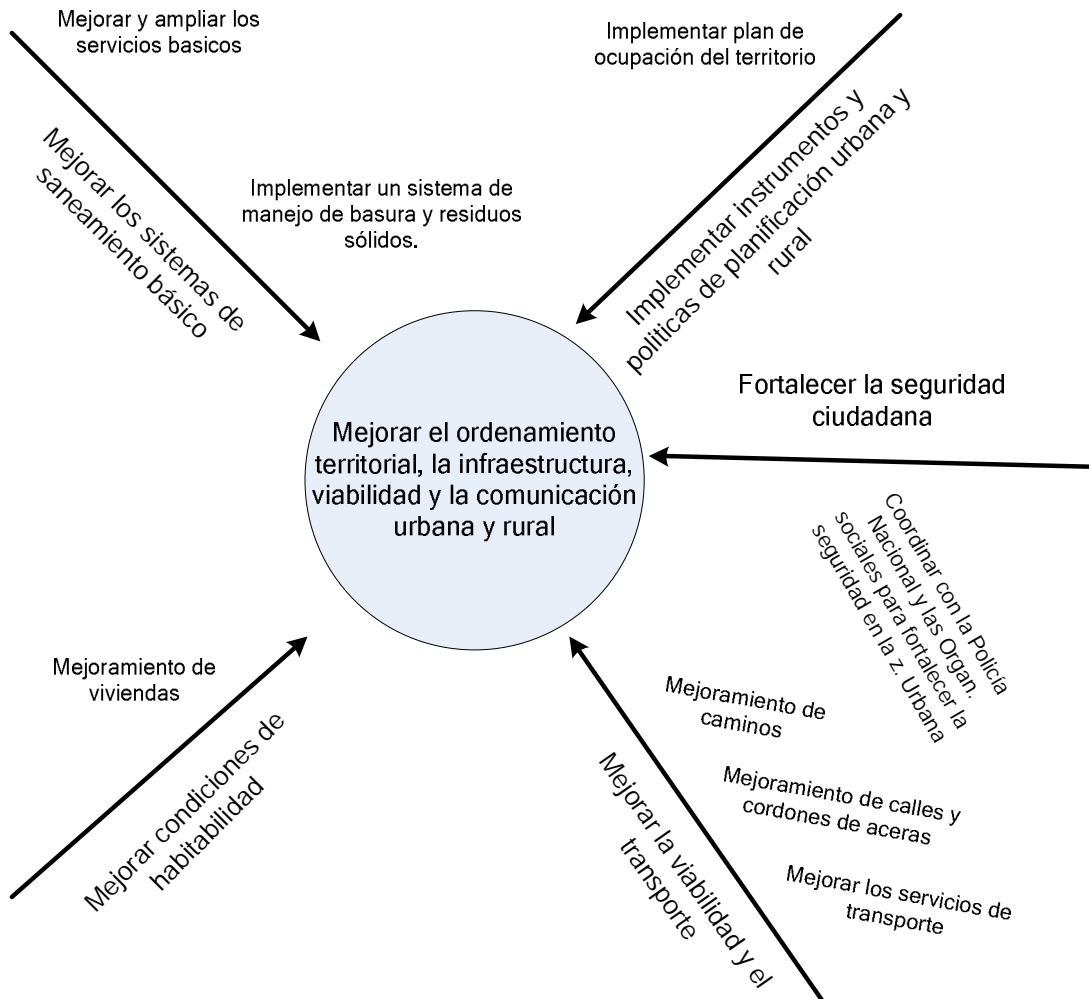 Mejorar y ampliar los
servicios basicos
Implementar plan de
ocupación del territorio
Mejorar los sistemas de
saneamiento básico
Implementar un sistema de
manejo de basura y residuos
sólidos.
Implementar instrumentos y
politicas de planificación urbana y
rural
Fortalecer la seguridad
ciudadana
Mejorar el ordenamiento
territorial, la infraestructura,
viabilidad y la comunicación
urbana y rural
Coordinar con la Policía
Nacional y las Organ.
sociales para fortalecer la
seguridad en la z. Urbana
Mejoramiento de
viviendas
Mejorar condiciones de
habitabilidad
Mejoramiento de
caminos
Mejoramiento de calles y
cordones de aceras
Mejorar los servicios de
transporte
Mejorar la viabilidad y el
transporte